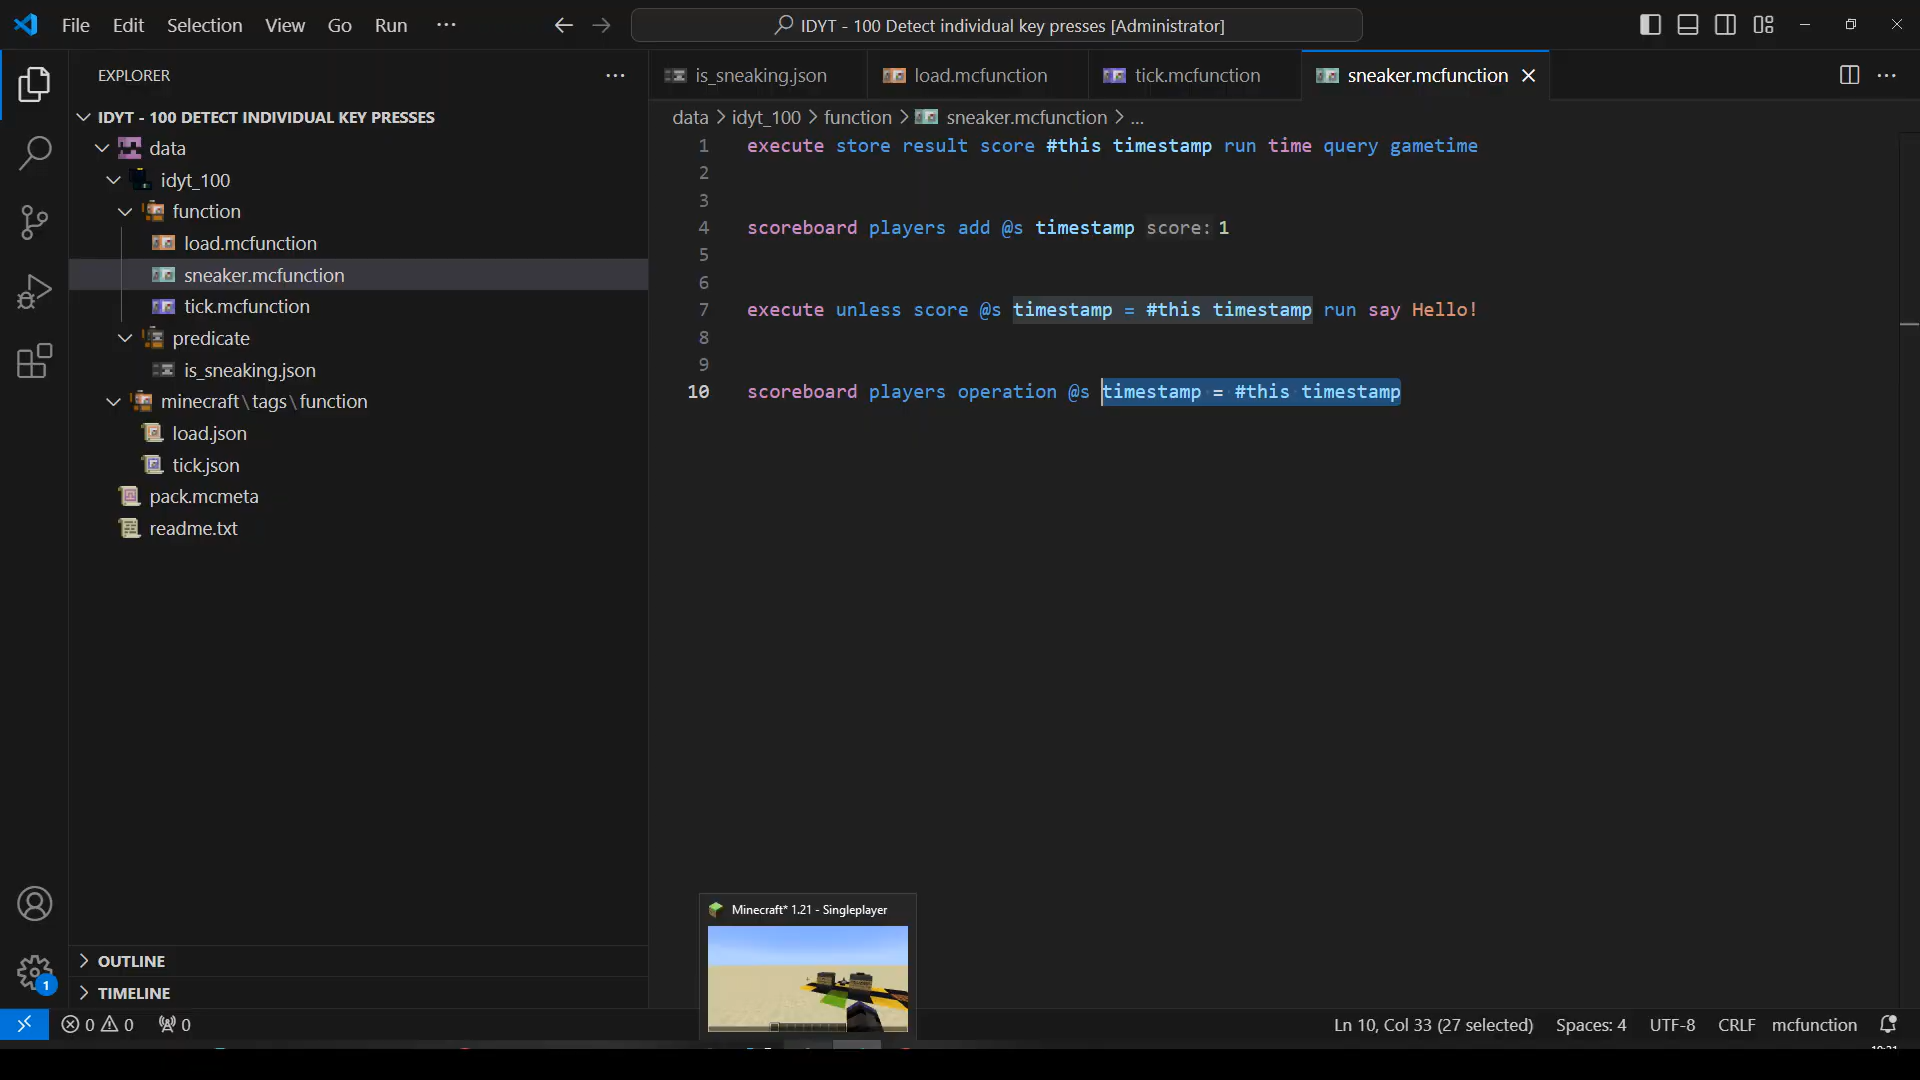 File Edit Selection View Go Run ···
IDYT - 100 Detect individual key presses [Administrator]
EXPLORER
is_sneaking.json
load.mcfunction
tick.mcfunction
sneaker.mcfunction
IDYT - 100 DETECT INDIVIDUAL KEY PRESSES
data
idyt_100
function
load.mcfunction
sneaker.mcfunction
tick.mcfunction
predicate
is_sneaking.json
minecraft\tags\function
load.json
tick.json
pack.mcmeta
readme.txt
OUTLINE
TIMELINE
data > idyt_100 > function > sneaker.mcfunction > ...
1 execute store result score #this timestamp run time query gametime
2
3
4 scoreboard players add @s timestamp score: 1
5
6
7 execute unless score @s timestamp = #this timestamp run say Hello!
8
9
10 scoreboard players operation @s timestamp = #this timestamp
Minecraft* 1.21 - Singleplayer
1
0 0 0
Ln 10, Col 33 (27 selected) Spaces: 4 UTF-8 CRLF mcfunction